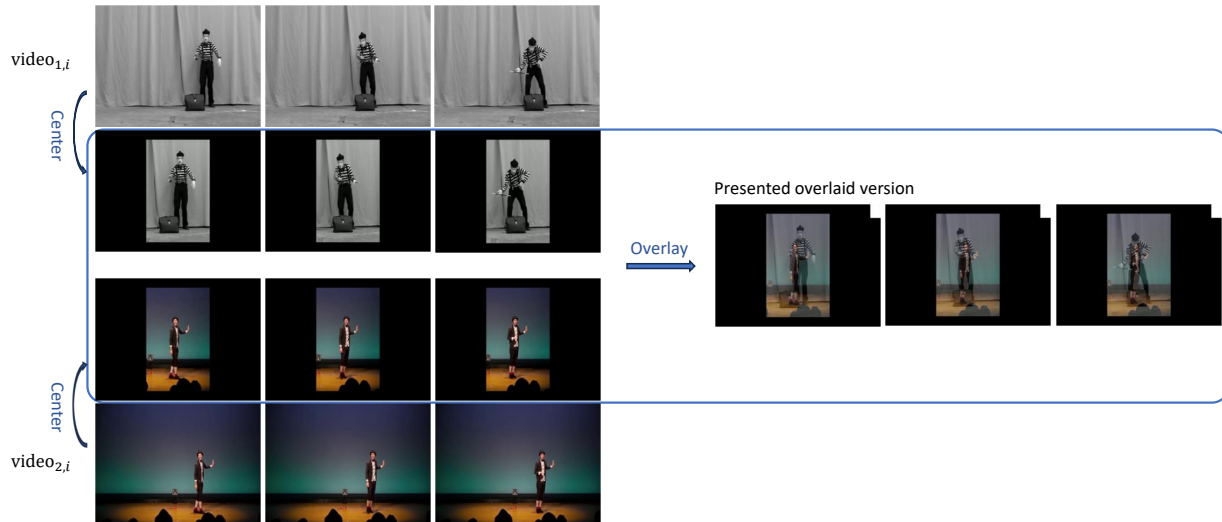 video1,i
Center
Presented overlaid version
Overlay
Center
video2,i